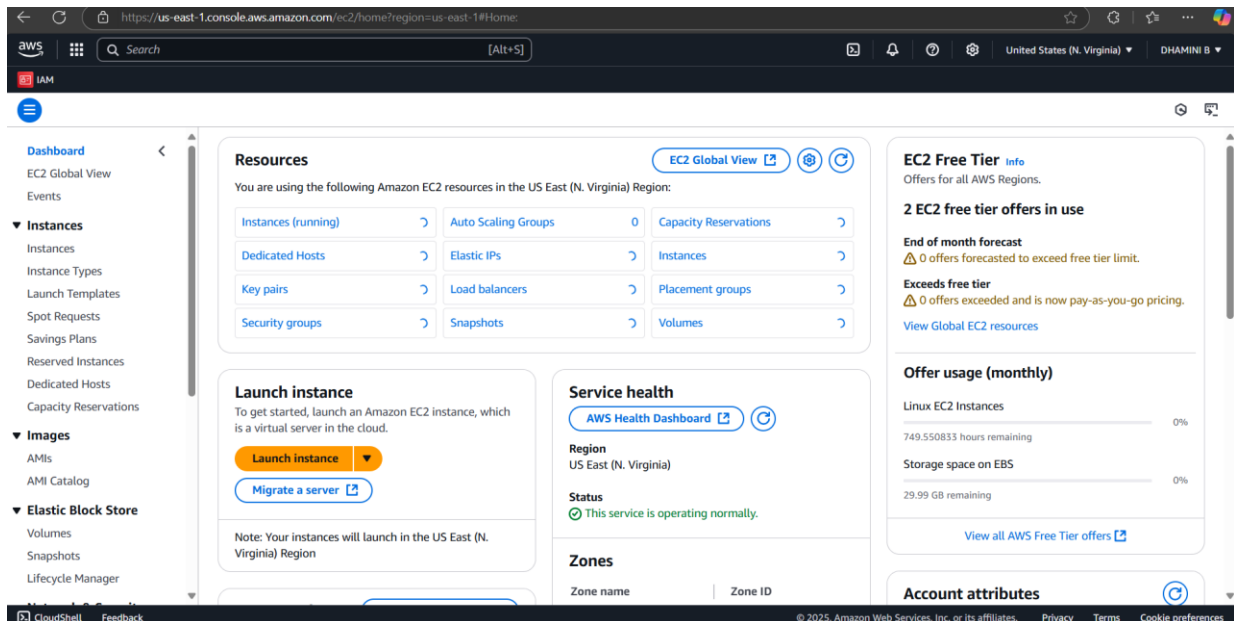 https://us-east-1.console.aws.amazon.com/ec2/home?region=us-east-1#Home:
aws
Search
[Alt+S]
United States (N. Virginia)
DHAMINI B
IAM
Dashboard
EC2 Global View
Events
Instances
Instances
Instance Types
Launch Templates
Spot Requests
Savings Plans
Reserved Instances
Dedicated Hosts
Capacity Reservations
Images
AMIs
AMI Catalog
Elastic Block Store
Volumes
Snapshots
Lifecycle Manager
Resources
EC2 Global View
You are using the following Amazon EC2 resources in the US East (N. Virginia) Region:
Instances (running)
Auto Scaling Groups 0
Capacity Reservations
Dedicated Hosts
Elastic IPs
Instances
Key pairs
Load balancers
Placement groups
Security groups
Snapshots
Volumes
Launch instance
To get started, launch an Amazon EC2 instance, which
is a virtual server in the cloud.
Launch instance
Migrate a server
Note: Your instances will launch in the US East (N.
Virginia) Region
Service health
AWS Health Dashboard
Region
US East (N. Virginia)
Status
This service is operating normally.
Zones
Zone name
Zone ID
EC2 Free Tier Info
Offers for all AWS Regions.
2 EC2 free tier offers in use
End of month forecast
0 offers forecasted to exceed free tier limit.
Exceeds free tier
0 offers exceeded and is now pay-as-you-go pricing.
View Global EC2 resources
Offer usage (monthly)
Linux EC2 Instances
0%
749.550833 hours remaining
Storage space on EBS
0%
29.99 GB remaining
View all AWS Free Tier offers
Account attributes
CloudShell
Feedback
© 2025, Amazon Web Services, Inc. or its affiliates.
Privacy
Terms
Cookie preferences